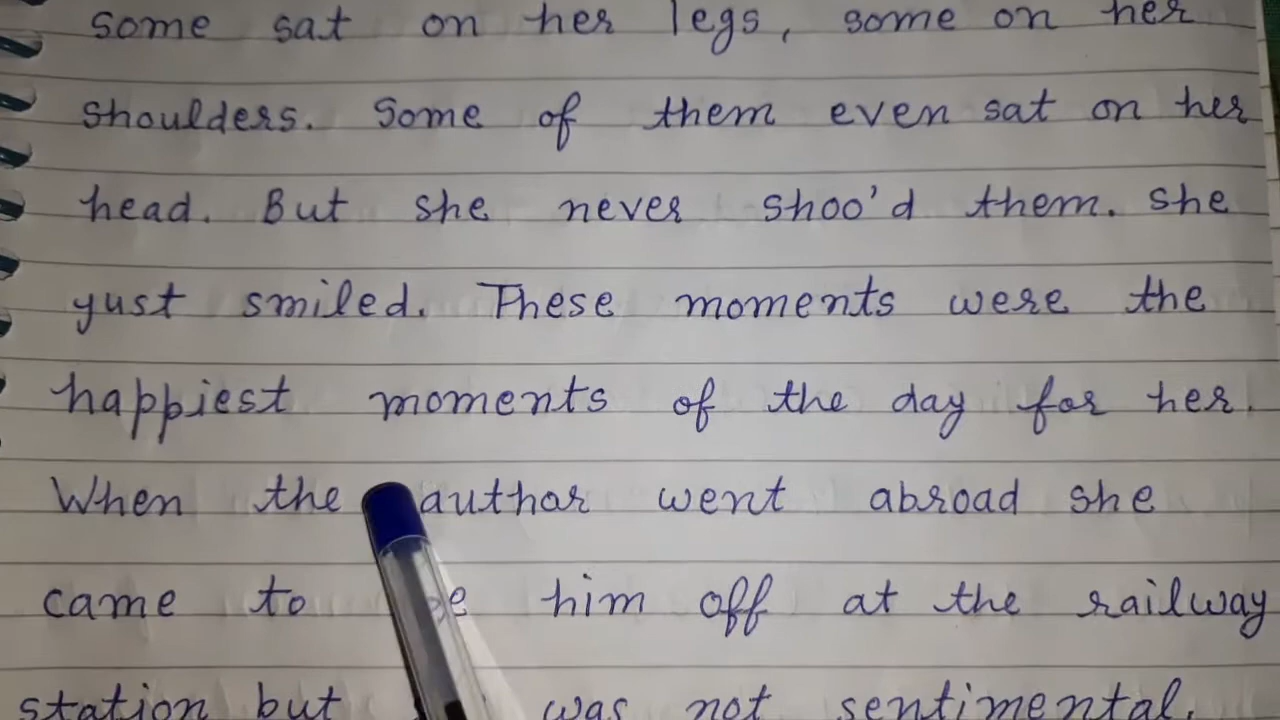 some sat on her legs, some on her
shoulders. Some of them even sat on her
head. But she never shoo'd them. she
yust smiled. These moments were the
happiest moments of the day for her.
When the author went abroad she
came to him off at the railway
station but was not sentimental.